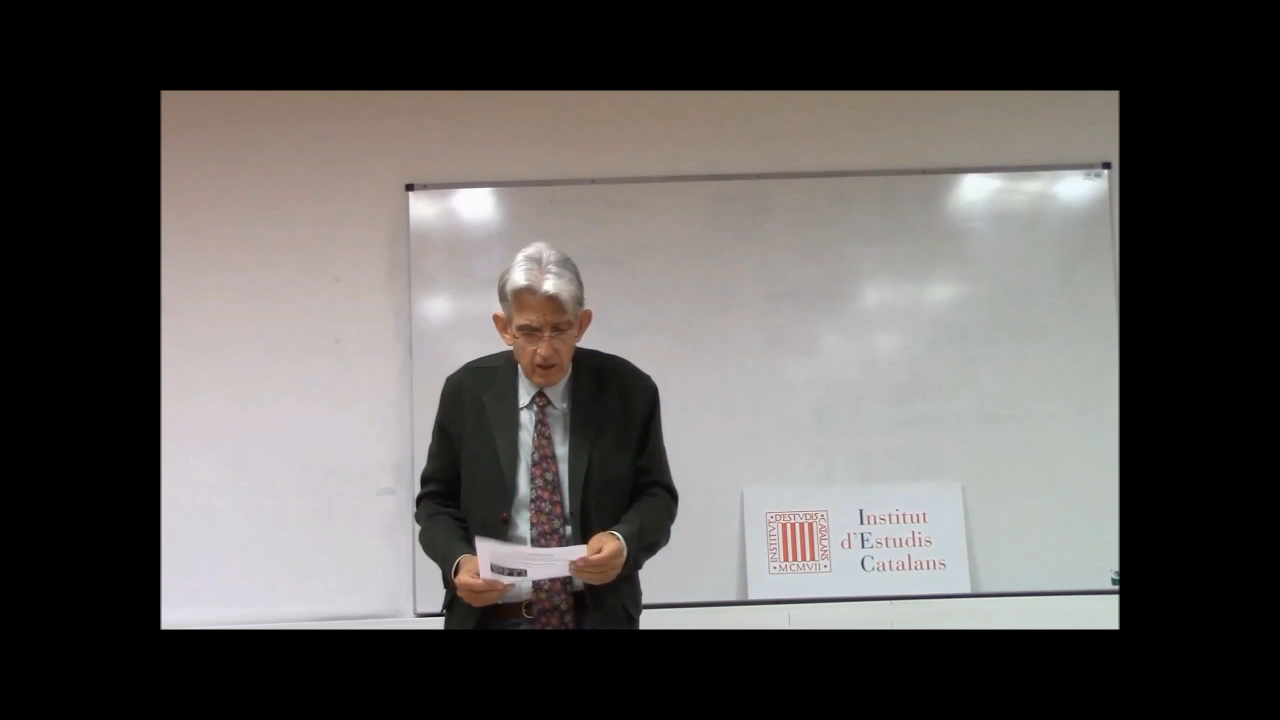 INSTITVT
D'ESTVDIS
CATALANS
MCMVII
Institut
d'Estudis
Catalans